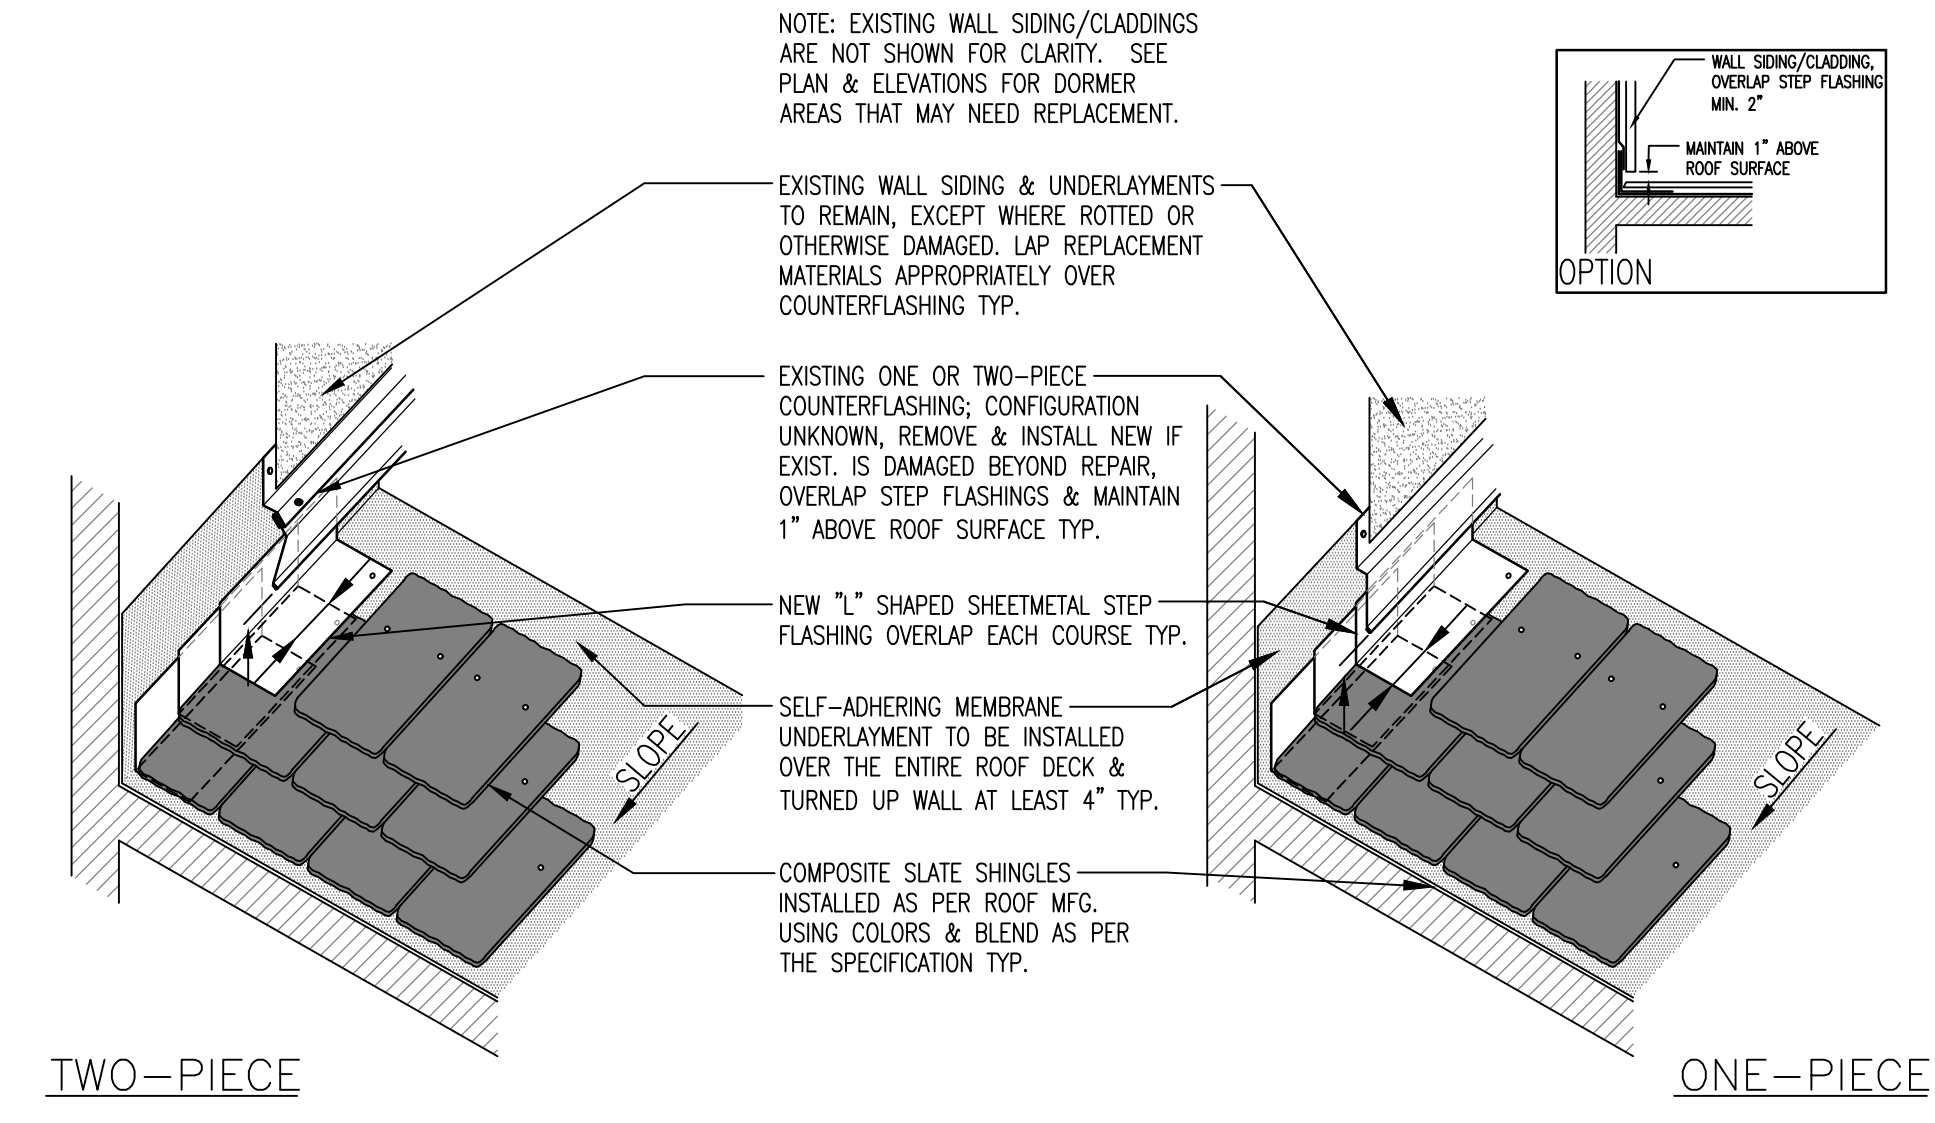 NOTE: EXISTING WALL SIDING/CLADDINGS
ARE NOT SHOWN FOR CLARITY. SEE
PLAN & ELEVATIONS FOR DORMER
AREAS THAT MAY NEED REPLACEMENT.
WALL SIDING/CLADDING,
OVERLAP STEP FLASHING
MIN. 2"
MAINTAIN 1" ABOVE
ROOF SURFACE
OPTION
EXISTING WALL SIDING & UNDERLAYMENTS
TO REMAIN, EXCEPT WHERE ROTTED OR
OTHERWISE DAMAGED. LAP REPLACEMENT
MATERIALS APPROPRIATELY OVER
COUNTERFLASHING TYP.
EXISTING ONE OR TWO-PIECE
COUNTERFLASHING; CONFIGURATION
UNKNOWN, REMOVE & INSTALL NEW IF
EXIST. IS DAMAGED BEYOND REPAIR,
OVERLAP STEP FLASHINGS & MAINTAIN
1" ABOVE ROOF SURFACE TYP.
NEW "L" SHAPED SHEETMETAL STEP
FLASHING OVERLAP EACH COURSE TYP.
SELF-ADHERING MEMBRANE
UNDERLAYMENT TO BE INSTALLED
OVER THE ENTIRE ROOF DECK &
TURNED UP WALL AT LEAST 4" TYP.
COMPOSITE SLATE SHINGLES
INSTALLED AS PER ROOF MFG.
USING COLORS & BLEND AS PER
THE SPECIFICATION TYP.
SLOPE
SLOPE
TWO-PIECE
ONE-PIECE